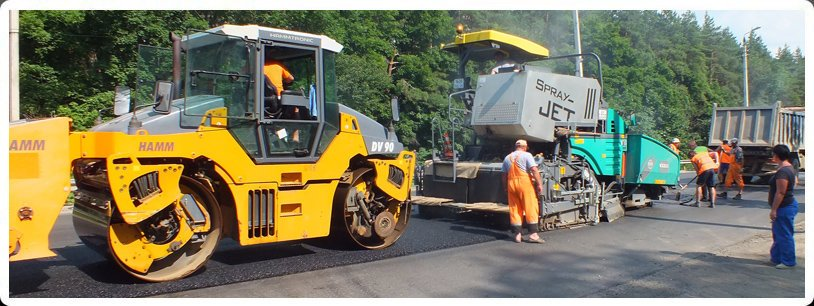 HAMMTRONIC
HAMM
HAMM
DV 90
SPRAY-
JET